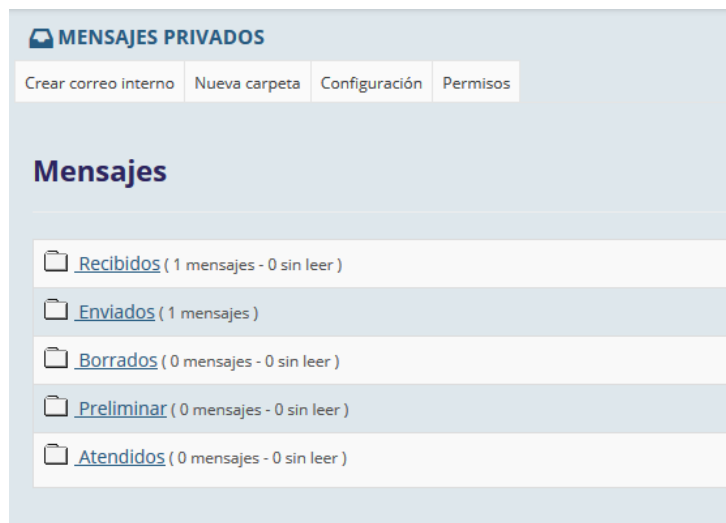 MENSAJES PRIVADOS
Crear correo interno Nueva carpeta Configuración Permisos
Mensajes
Recibidos ( 1 mensajes - 0 sin leer )
Enviados ( 1 mensajes )
Borrados ( 0 mensajes - 0 sin leer )
Preliminar ( 0 mensajes - 0 sin leer )
Atendidos ( 0 mensajes - 0 sin leer )